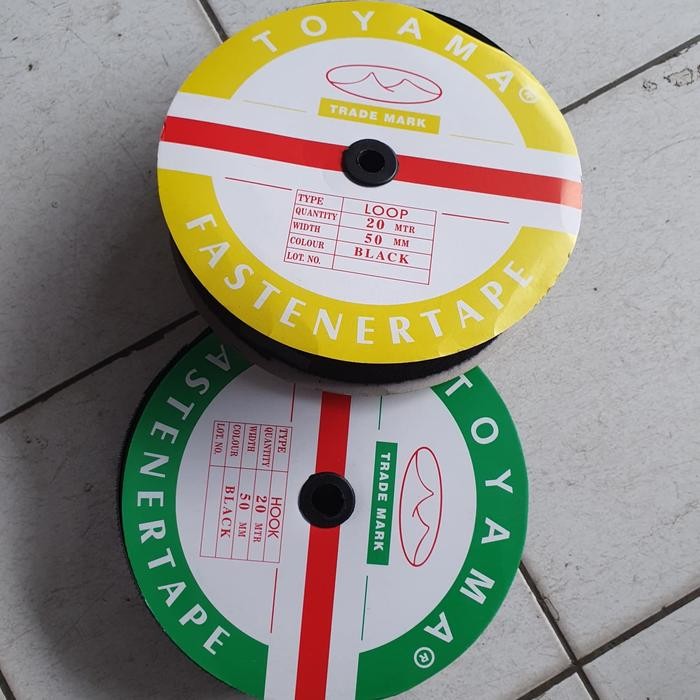 TOYAMA®
TRADE MARK
TYPE LOOP
QUANTITY 20 MTR
WIDTH 50 MM
COLOUR BLACK
LOT. NO.
FASTENERTAPE
TOYAMA®
TRADE MARK
TYPE HOOK
QUANTITY 20 MTR
WIDTH 50 MM
COLOUR BLACK
LOT. NO.
ASTENERTAPE